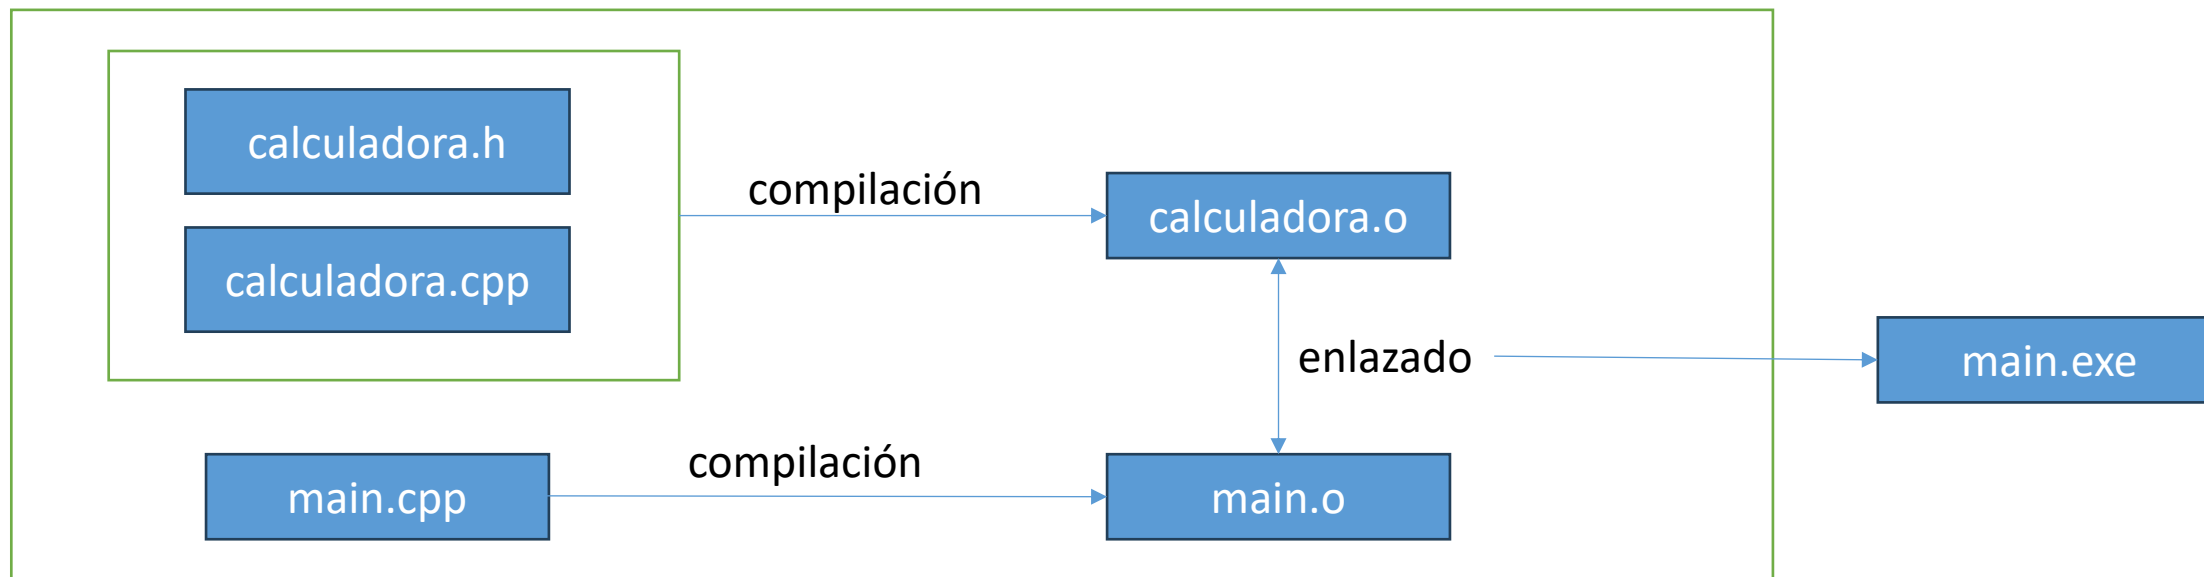 calculadora.h
calculadora.cpp
compilación
calculadora.o
enlazado
main.exe
main.cpp
compilación
main.o